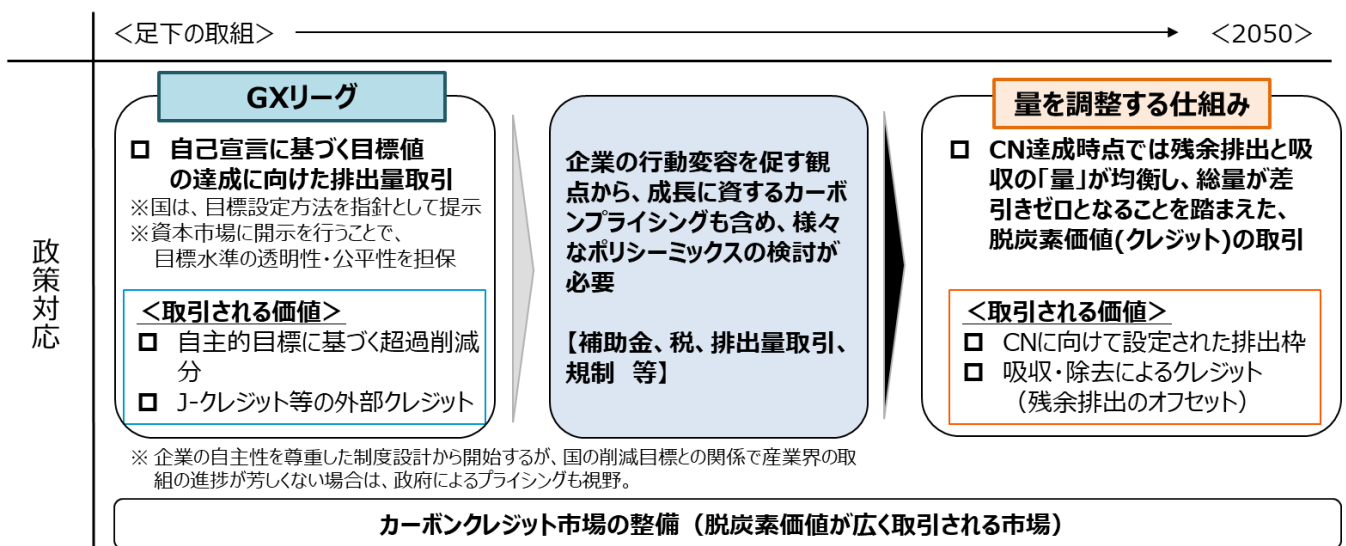 ＜足下の取組＞
＜2050＞
政策対応
GXリーグ
自己宣言に基づく目標値
の達成に向けた排出量取引
※国は、目標設定方法を指針として提示
※資本市場に開示を行うことで、
目標水準の透明性・公平性を担保
＜取引される価値＞
自主的目標に基づく超過削減
分
J-クレジット等の外部クレジット
企業の行動変容を促す観
点から、成長に資するカーボ
ンプライシングも含め、様々
なポリシーミックスの検討が
必要
【補助金、税、排出量取引、
規制 等】
量を調整する仕組み
CN達成時点では残余排出と吸
収の「量」が均衡し、総量が差
引きゼロとなることを踏まえた、
脱炭素価値(クレジット)の取引
＜取引される価値＞
CNに向けて設定された排出枠
吸収・除去によるクレジット
（残余排出のオフセット）
※ 企業の自主性を尊重した制度設計から開始するが、国の削減目標との関係で産業界の取
組の進捗が芳しくない場合は、政府によるプライシングも視野。
カーボンクレジット市場の整備（脱炭素価値が広く取引される市場）